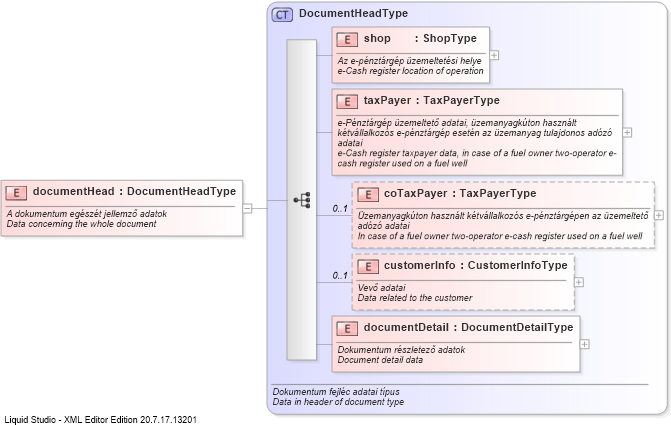 CT DocumentHeadType
E shop : ShopType
Az e-pénztárgép üzemeltetési helye
e-Cash register location of operation
E taxPayer : TaxPayerType
e-Pénztárgép üzemeltető adatai, üzemanyagkúton használt
kétvállalkozós e-pénztárgép esetén az üzemanyag tulajdonos adózó
adatai
e-Cash register taxpayer data, in case of a fuel owner two-operator e-
cash register used on a fuel well
E documentHead : DocumentHeadType
A dokumentum egészét jellemző adatok
Data concerning the whole document
0..1
E coTaxPayer : TaxPayerType
Üzemanyagkúton használt kétvállalkozós e-pénztárgépen az üzemeltető
adózó adatai
In case of a fuel owner two-operator e-cash register used on a fuel well
0..1
E customerInfo : CustomerInfoType
Vevő adatai
Data related to the customer
E documentDetail : DocumentDetailType
Dokumentum részletező adatok
Document detail data
Dokumentum fejléc adatai típus
Data in header of document type
Liquid Studio - XML Editor Edition 20.7.17.13201